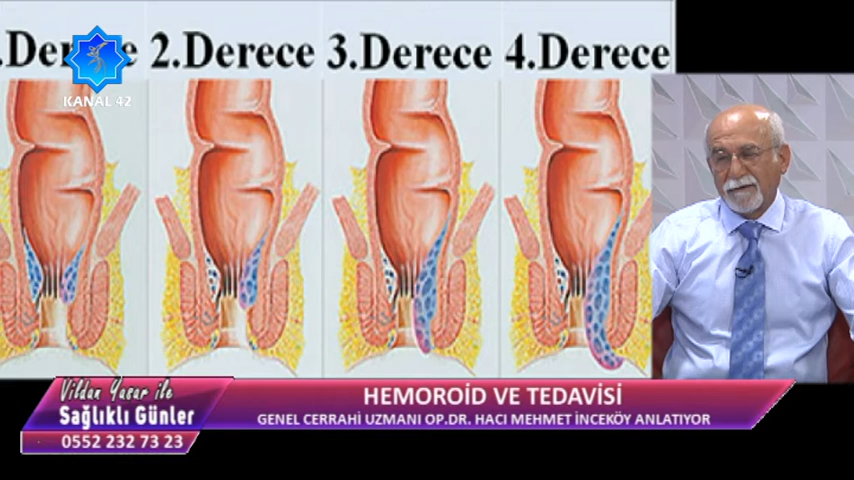 .Derece 2.Derece 3.Derece 4.Derece
KANAL 42
Vildan Yaşar ile
Sağlıklı Günler
0552 232 73 23
HEMOROİD VE TEDAVİSİ
GENEL CERRAHİ UZMANI OP.DR. HACI MEHMET İNCEKÖY ANLATIYOR